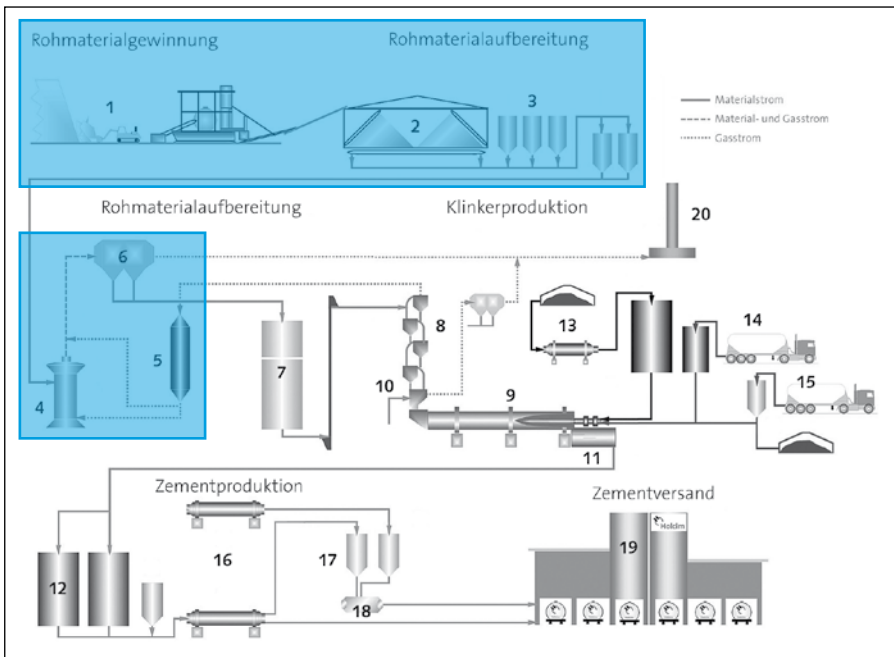 Rohmaterialgewinnung
Rohmaterialaufbereitung
1
2
3
Materialstrom
Material- und Gasstrom
Gasstrom
Rohmaterialaufbereitung
Klinkerproduktion
20
6
8
13
14
5
7
10
9
15
4
11
Zementproduktion
Zementversand
Holcim
12
16
17
18
19